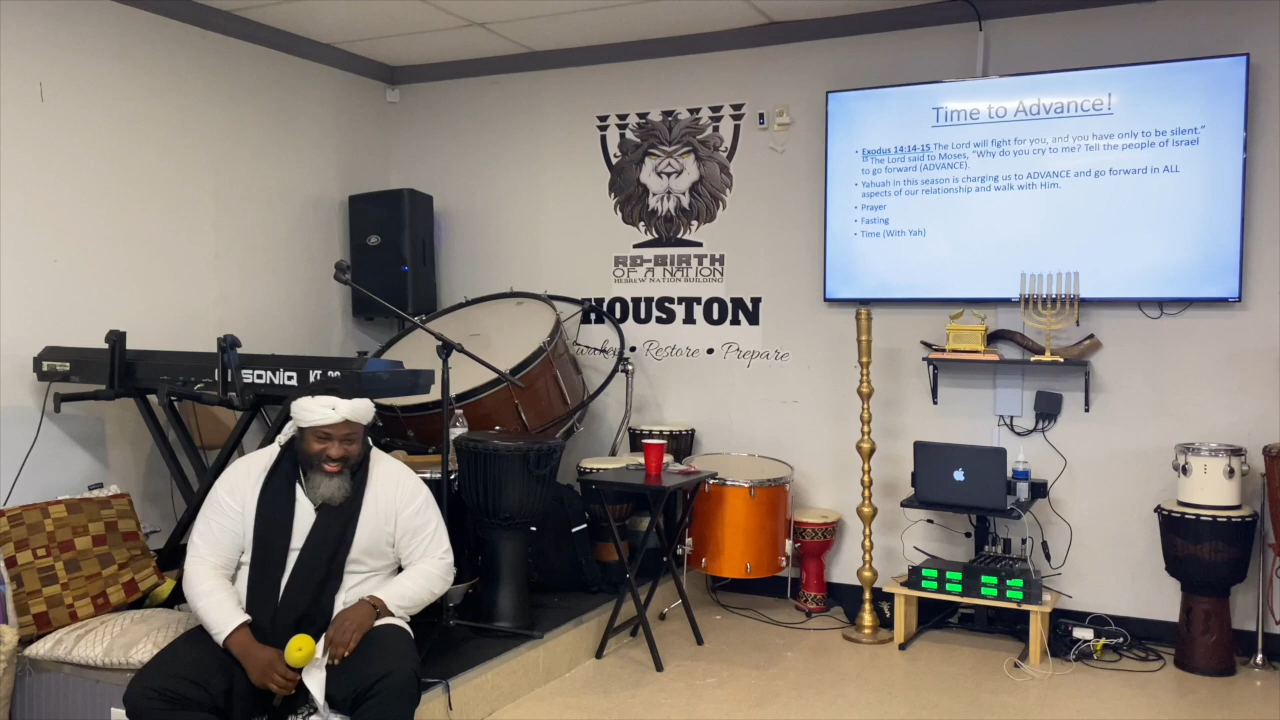 Time to Advance!
• Exodus 14:14-15 The Lord will fight for you, and you have only to be silent.”
15 The Lord said to Moses, “Why do you cry to me? Tell the people of Israel
to go forward (ADVANCE).
• Yahuah in this season is charging us to ADVANCE and go forward in ALL
aspects of our relationship and walk with Him.
• Prayer
• Fasting
• Time (With Yah)
RE-BIRTH
OF A NATION
HEBREW NATION BUILDING
HOUSTON
• Restore • Prepare